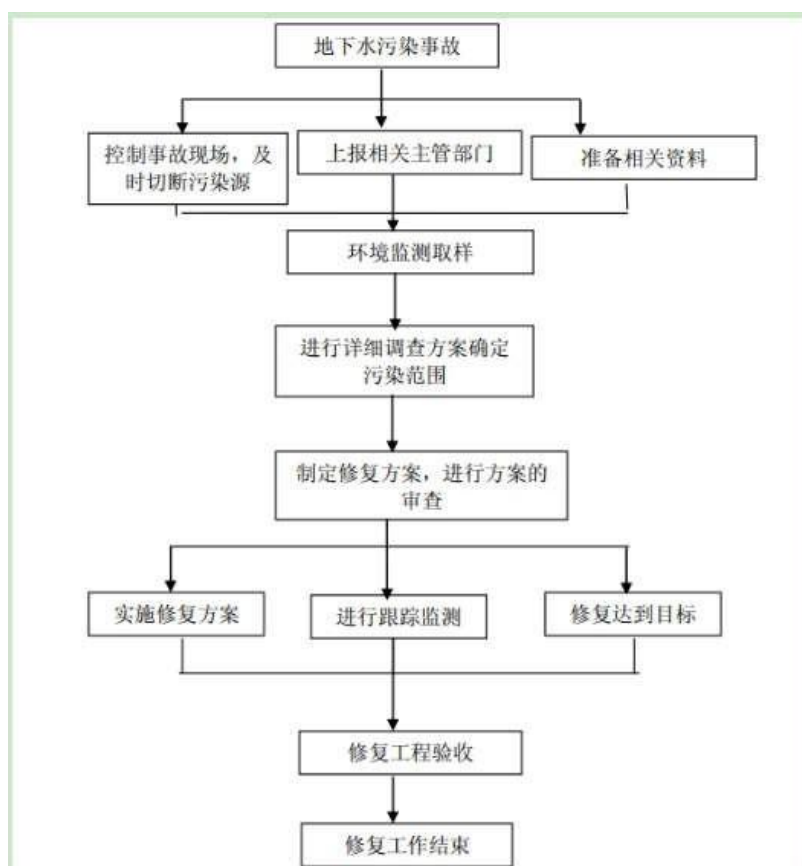 地下水污染事故
控制事故现场，及
时切断污染源
上报相关主管部门
准备相关资料
环境监测取样
进行详细调查方案确定
污染范围
制定修复方案，进行方案的
审查
实施修复方案
进行跟踪监测
修复达到目标
修复工程验收
修复工作结束